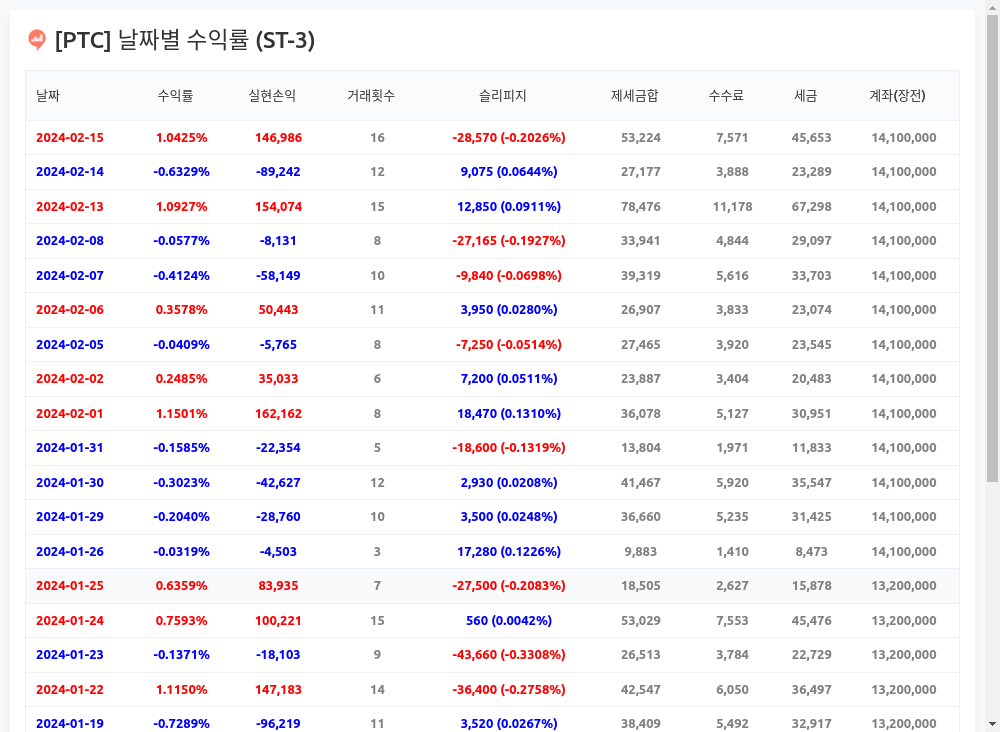 [PTC] 날짜별 수익률 (ST-3)
날짜 수익률 실현손익 거래횟수 슬리피지 제세금합 수수료 세금 계좌(장전)
2024-02-15 1.0425% 146,986 16 -28,570 (-0.2026%) 53,224 7,571 45,653 14,100,000
2024-02-14 -0.6329% -89,242 12 9,075 (0.0644%) 27,177 3,888 23,289 14,100,000
2024-02-13 1.0927% 154,074 15 12,850 (0.0911%) 78,476 11,178 67,298 14,100,000
2024-02-08 -0.0577% -8,131 8 -27,165 (-0.1927%) 33,941 4,844 29,097 14,100,000
2024-02-07 -0.4124% -58,149 10 -9,840 (-0.0698%) 39,319 5,616 33,703 14,100,000
2024-02-06 0.3578% 50,443 11 3,950 (0.0280%) 26,907 3,833 23,074 14,100,000
2024-02-05 -0.0409% -5,765 8 -7,250 (-0.0514%) 27,465 3,920 23,545 14,100,000
2024-02-02 0.2485% 35,033 6 7,200 (0.0511%) 23,887 3,404 20,483 14,100,000
2024-02-01 1.1501% 162,162 8 18,470 (0.1310%) 36,078 5,127 30,951 14,100,000
2024-01-31 -0.1585% -22,354 5 -18,600 (-0.1319%) 13,804 1,971 11,833 14,100,000
2024-01-30 -0.3023% -42,627 12 2,930 (0.0208%) 41,467 5,920 35,547 14,100,000
2024-01-29 -0.2040% -28,760 10 3,500 (0.0248%) 36,660 5,235 31,425 14,100,000
2024-01-26 -0.0319% -4,503 3 17,280 (0.1226%) 9,883 1,410 8,473 14,100,000
2024-01-25 0.6359% 83,935 7 -27,500 (-0.2083%) 18,505 2,627 15,878 13,200,000
2024-01-24 0.7593% 100,221 15 560 (0.0042%) 53,029 7,553 45,476 13,200,000
2024-01-23 -0.1371% -18,103 9 -43,660 (-0.3308%) 26,513 3,784 22,729 13,200,000
2024-01-22 1.1150% 147,183 14 -36,400 (-0.2758%) 42,547 6,050 36,497 13,200,000
2024-01-19 -0.7289% -96,219 11 3,520 (0.0267%) 38,409 5,492 32,917 13,200,000